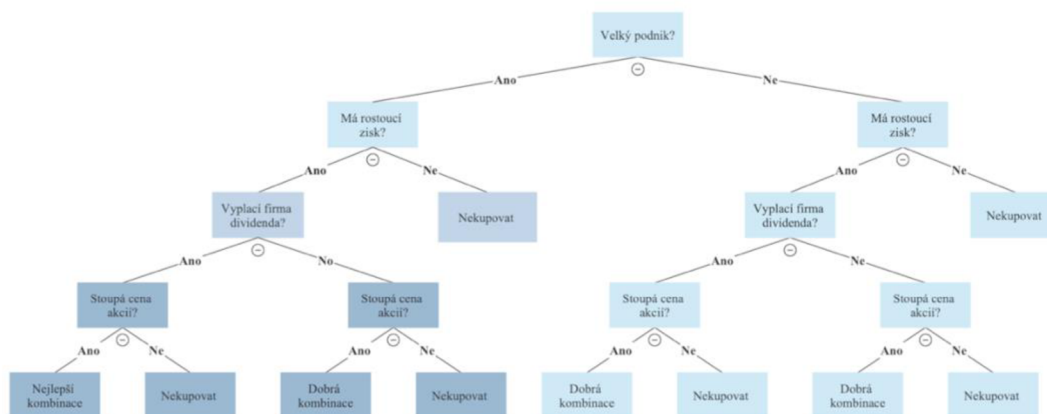 Velký podnik?
Ano
Ne
Má rostoucí
zisk?
Má rostoucí
zisk?
Ano
Ne
Ano
Ne
Vyplací firma
dividenda?
Nekupovat
Vyplací firma
dividenda?
Nekupovat
Ano
No
Ano
Ne
Stoupá cena
akcií?
Stoupá cena
akcií?
Stoupá cena
akcií?
Stoupá cena
akcií?
Ano
Ne
Ano
Ne
Ano
Ne
Ano
Ne
Nejlepší
kombinace
Nekupovat
Dobrá
kombinace
Nekupovat
Dobrá
kombinace
Nekupovat
Dobrá
kombinace
Nekupovat